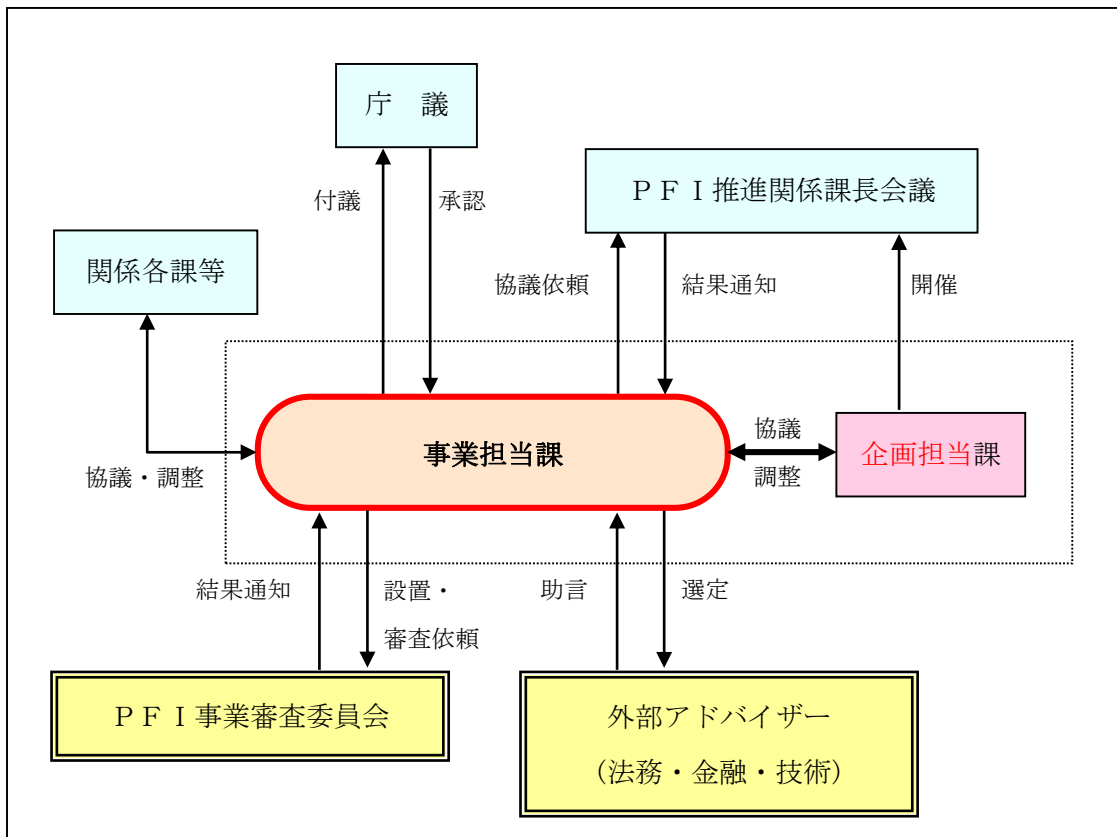 庁　議
ＰＦＩ推進関係課長会議
付議
承認
関係各課等
協議依頼
結果通知
開催
事業担当課
協議
調整
企画担当課
協議・調整
結果通知
設置・
審査依頼
助言
選定
ＰＦＩ事業審査委員会
外部アドバイザー
（法務・金融・技術）